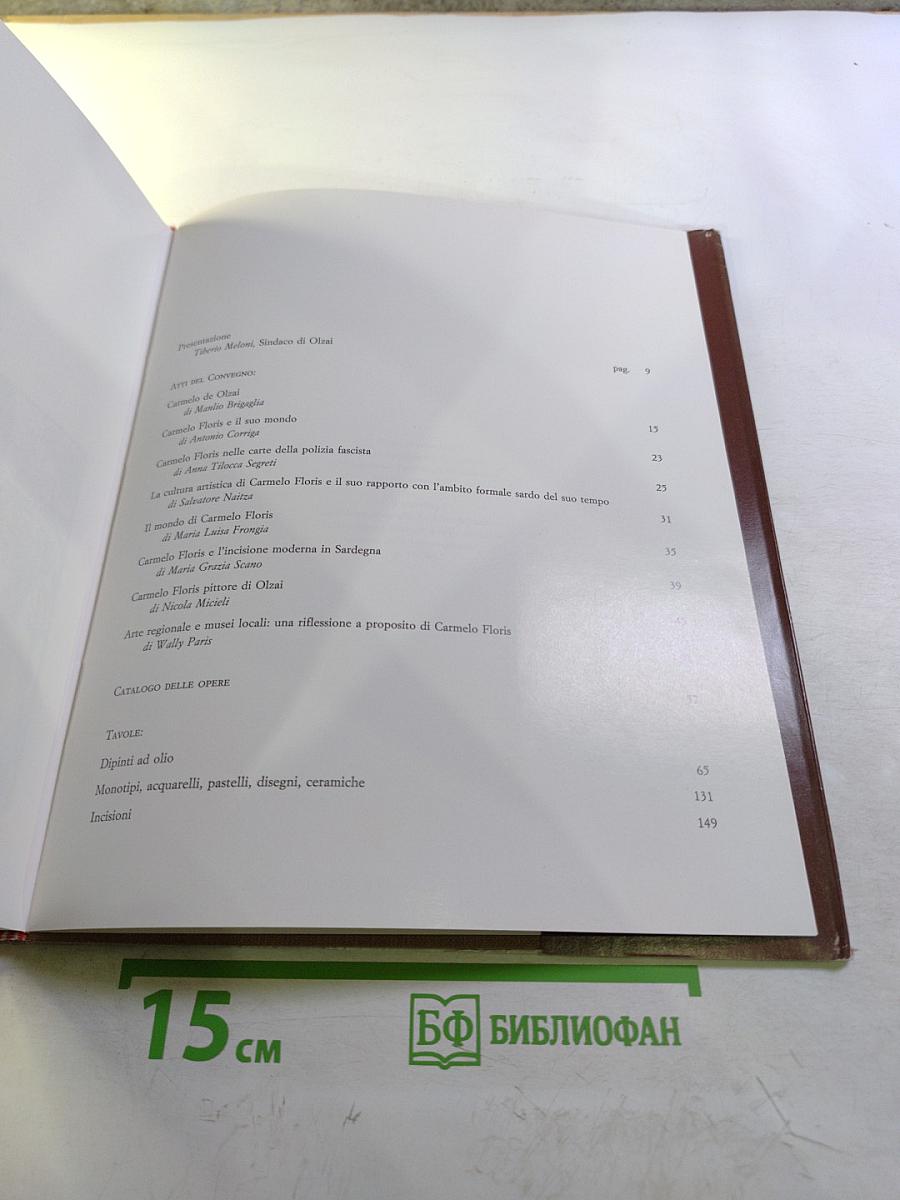 Presentazione
Tiberio Meloni, Sindaco di Olzai pag. 9
ATTI DEL CONVEGNO:
Carmelo de Olzai
di Manlio Brigaglia 15
Carmelo Floris e il suo mondo
di Antonio Corriga 23
Carmelo Floris nelle carte della polizia fascista
di Anna Tilocca Segreti 25
La cultura artistica di Carmelo Floris e il suo rapporto con l'ambito formale sardo del suo tempo
di Salvatore Naitza 31
Il mondo di Carmelo Floris
di Maria Luisa Frongia 35
Carmelo Floris e l'incisione moderna in Sardegna
di Maria Grazia Scano 39
Carmelo Floris pittore di Olzai
di Nicola Micieli
Arte regionale e musei locali: una riflessione a proposito di Carmelo Floris
di Wally Paris
CATALOGO DELLE OPERE 57
TAVOLE:
Dipinti ad olio 65
Monotipi, acquarelli, pastelli, disegni, ceramiche 131
Incisioni 149
15 см
БФ БИБЛИОФАН